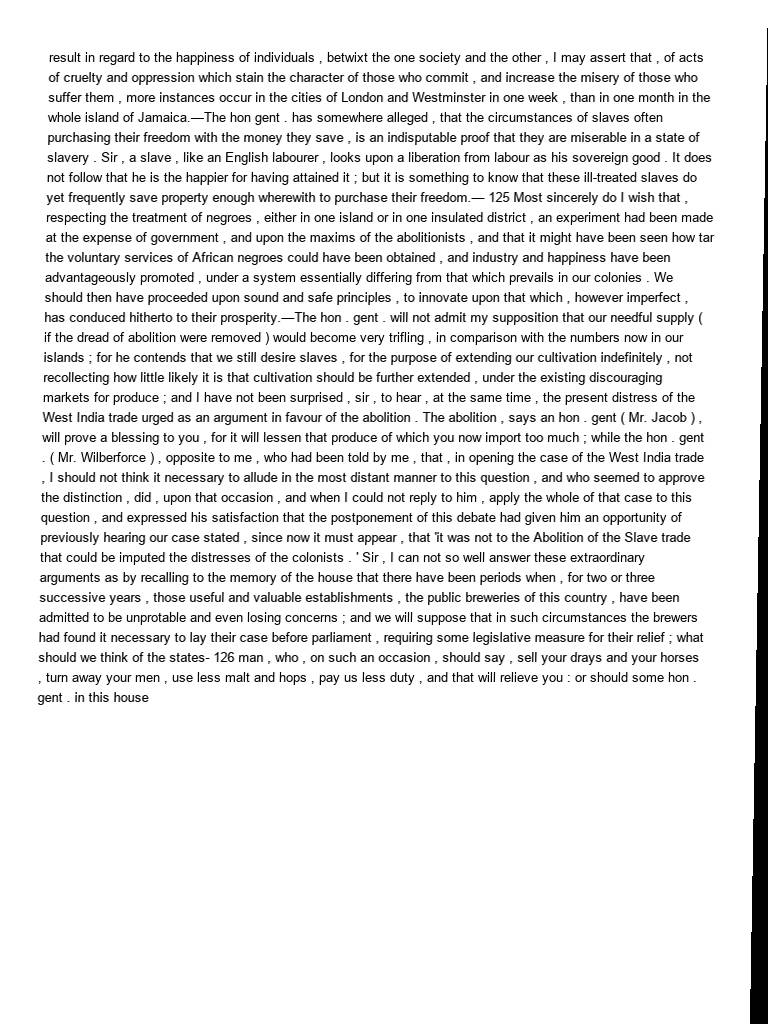 result in regard to the happiness of individuals , betwixt the one society and the other , I may assert that , of acts
of cruelty and oppression which stain the character of those who commit , and increase the misery of those who
suffer them , more instances occur in the cities of London and Westminster in one week , than in one month in the
whole island of Jamaica.—The hon gent . has somewhere alleged , that the circumstances of slaves often
purchasing their freedom with the money they save , is an indisputable proof that they are miserable in a state of
slavery . Sir , a slave , like an English labourer , looks upon a liberation from labour as his sovereign good . It does
not follow that he is the happier for having attained it ; but it is something to know that these ill-treated slaves do
yet frequently save property enough wherewith to purchase their freedom.— 125 Most sincerely do I wish that ,
respecting the treatment of negroes , either in one island or in one insulated district , an experiment had been made
at the expense of government , and upon the maxims of the abolitionists , and that it might have been seen how tar
the voluntary services of African negroes could have been obtained , and industry and happiness have been
advantageously promoted , under a system essentially differing from that which prevails in our colonies . We
should then have proceeded upon sound and safe principles , to innovate upon that which , however imperfect ,
has conduced hitherto to their prosperity.—The hon . gent . will not admit my supposition that our needful supply (
if the dread of abolition were removed ) would become very trifling , in comparison with the numbers now in our
islands ; for he contends that we still desire slaves , for the purpose of extending our cultivation indefinitely , not
recollecting how little likely it is that cultivation should be further extended , under the existing discouraging
markets for produce ; and I have not been surprised , sir , to hear , at the same time , the present distress of the
West India trade urged as an argument in favour of the abolition . The abolition , says an hon . gent ( Mr. Jacob ) ,
will prove a blessing to you , for it will lessen that produce of which you now import too much ; while the hon . gent
. ( Mr. Wilberforce ) , opposite to me , who had been told by me , that , in opening the case of the West India trade
, I should not think it necessary to allude in the most distant manner to this question , and who seemed to approve
the distinction , did , upon that occasion , and when I could not reply to him , apply the whole of that case to this
question , and expressed his satisfaction that the postponement of this debate had given him an opportunity of
previously hearing our case stated , since now it must appear , that 'it was not to the Abolition of the Slave trade
that could be imputed the distresses of the colonists . ' Sir , I can not so well answer these extraordinary
arguments as by recalling to the memory of the house that there have been periods when , for two or three
successive years , those useful and valuable establishments , the public breweries of this country , have been
admitted to be unprotable and even losing concerns ; and we will suppose that in such circumstances the brewers
had found it necessary to lay their case before parliament , requiring some legislative measure for their relief ; what
should we think of the states- 126 man , who , on such an occasion , should say , sell your drays and your horses
, turn away your men , use less malt and hops , pay us less duty , and that will relieve you : or should some hon .
gent . in this house